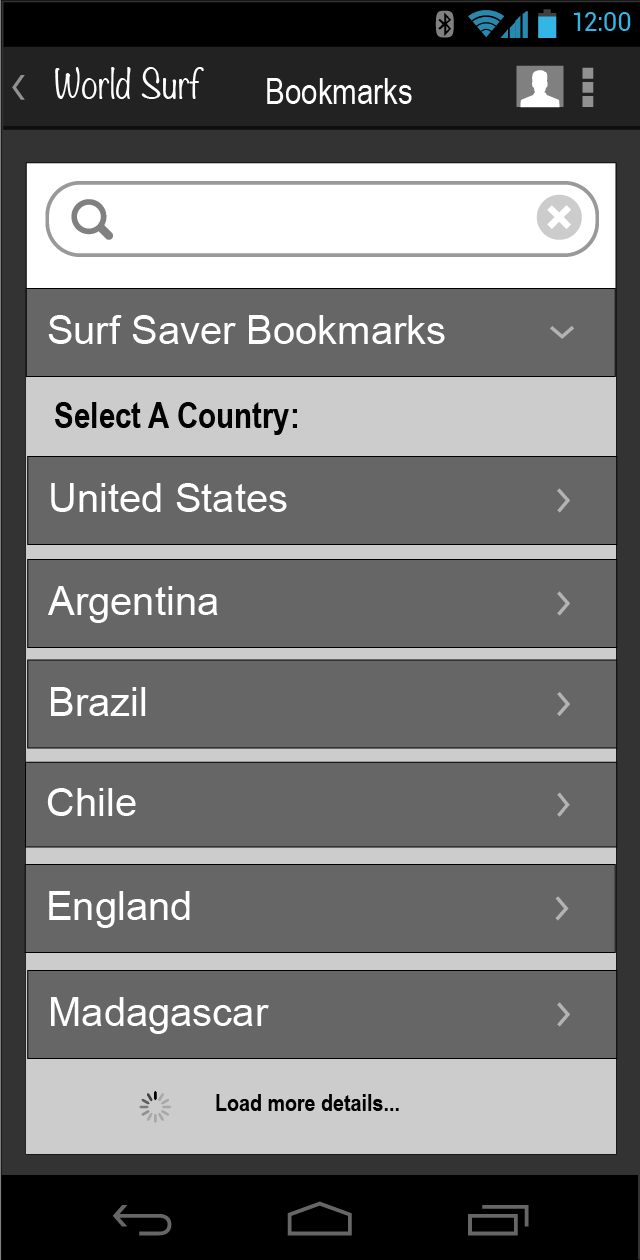 12:00
World Surf
Bookmarks
Surf Saver Bookmarks
Select A Country:
United States
Argentina
Brazil
Chile
England
Madagascar
Load more details...